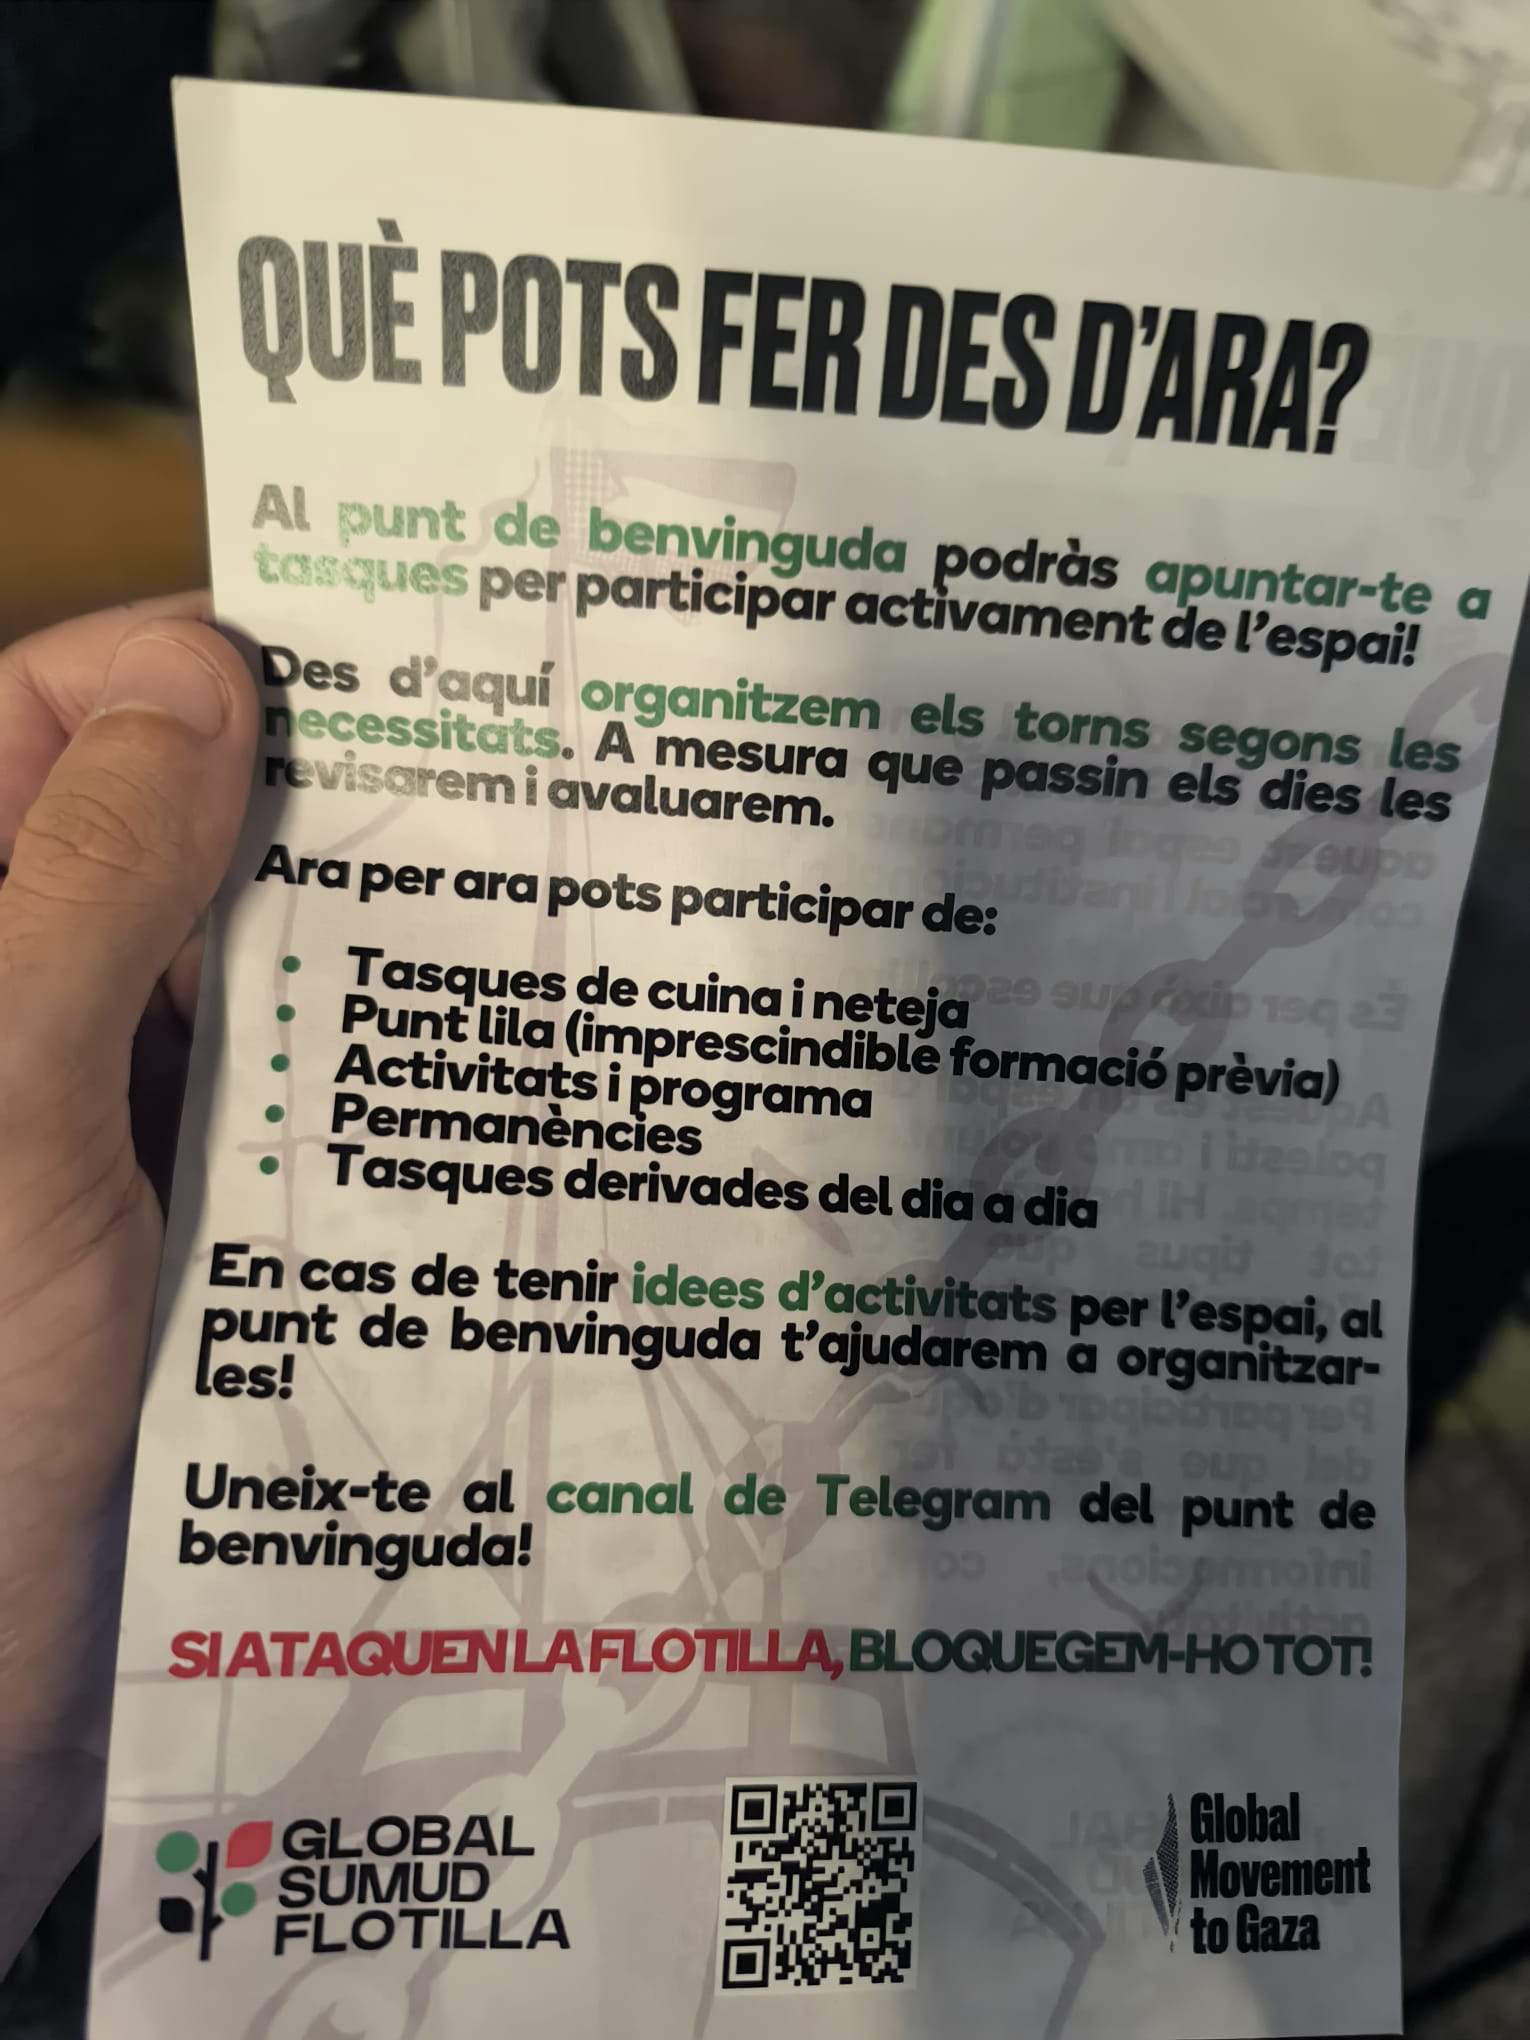 QUÈ POTS FER DES D'ARA?
Al punt de benvinguda podràs apuntar-te a
tasques per participar activament de l'espai!
Des d'aquí organitzem els torns segons les
necessitats. A mesura que passin els dies les
revisarem i avaluarem.
Ara per ara pots participar de:
• Tasques de cuina i neteja
• Punt lila (imprescindible formació prèvia)
• Activitats i programa
• Permanències
• Tasques derivades del dia a dia
En cas de tenir idees d'activitats per l'espai, al
punt de benvinguda t'ajudarem a organitzar-
les!
Uneix-te al canal de Telegram del punt de
benvinguda!
SI ATAQUEN LA FLOTILLA, BLOQUEGEM-HO TOT!
GLOBAL
SUMUD
FLOTILLA
Global
Movement
to Gaza